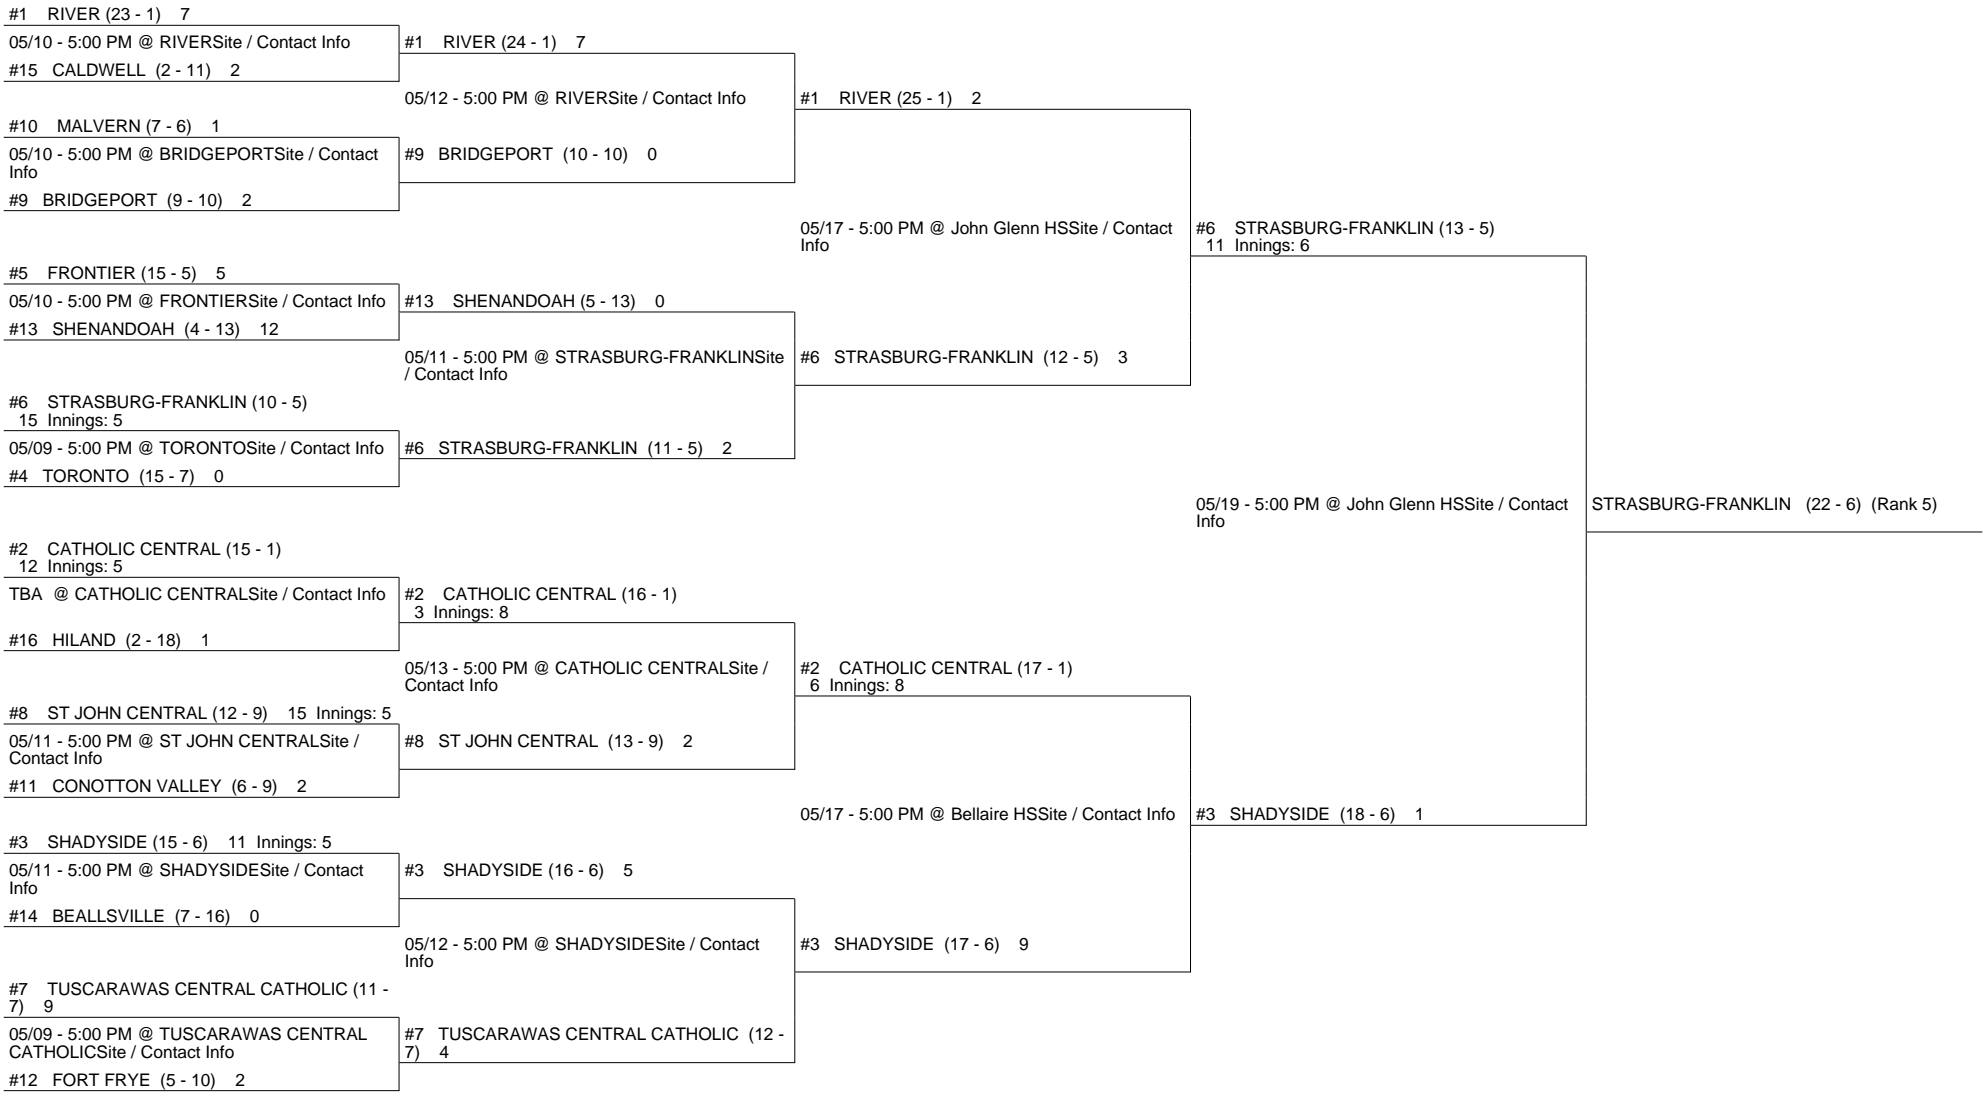 #1 RIVER (23 - 1) 7
05/10 - 5:00 PM @ RIVERSite / Contact Info
#15 CALDWELL (2 - 11) 2
#10 MALVERN (7 - 6) 1
05/10 - 5:00 PM @ BRIDGEPORTSite / Contact
Info
#9 BRIDGEPORT (9 - 10) 2
#5 FRONTIER (15 - 5) 5
05/10 - 5:00 PM @ FRONTIERSite / Contact Info
#13 SHENANDOAH (4 - 13) 12
#6 STRASBURG-FRANKLIN (10 - 5)
15 Innings: 5
05/09 - 5:00 PM @ TORONTOSite / Contact Info
#4 TORONTO (15 - 7) 0
#2 CATHOLIC CENTRAL (15 - 1)
12 Innings: 5
TBA @ CATHOLIC CENTRALSite / Contact Info
#16 HILAND (2 - 18) 1
#8 ST JOHN CENTRAL (12 - 9) 15 Innings: 5
05/11 - 5:00 PM @ ST JOHN CENTRALSite /
Contact Info
#11 CONOTTON VALLEY (6 - 9) 2
#3 SHADYSIDE (15 - 6) 11 Innings: 5
05/11 - 5:00 PM @ SHADYSIDESite / Contact
Info
#14 BEALLSVILLE (7 - 16) 0
#7 TUSCARAWAS CENTRAL CATHOLIC (11 -
7) 9
05/09 - 5:00 PM @ TUSCARAWAS CENTRAL
CATHOLICSite / Contact Info
#12 FORT FRYE (5 - 10) 2
#1 RIVER (24 - 1) 7
05/12 - 5:00 PM @ RIVERSite / Contact Info
#9 BRIDGEPORT (10 - 10) 0
#13 SHENANDOAH (5 - 13) 0
05/11 - 5:00 PM @ STRASBURG-FRANKLINSite
/ Contact Info
#6 STRASBURG-FRANKLIN (11 - 5) 2
#2 CATHOLIC CENTRAL (16 - 1)
3 Innings: 8
05/13 - 5:00 PM @ CATHOLIC CENTRALSite /
Contact Info
#8 ST JOHN CENTRAL (13 - 9) 2
#3 SHADYSIDE (16 - 6) 5
05/12 - 5:00 PM @ SHADYSIDESite / Contact
Info
#7 TUSCARAWAS CENTRAL CATHOLIC (12 -
7) 4
#1 RIVER (25 - 1) 2
05/17 - 5:00 PM @ John Glenn HSSite / Contact
Info
#6 STRASBURG-FRANKLIN (12 - 5) 3
#2 CATHOLIC CENTRAL (17 - 1)
6 Innings: 8
05/17 - 5:00 PM @ Bellaire HSSite / Contact Info
#3 SHADYSIDE (17 - 6) 9
#6 STRASBURG-FRANKLIN (13 - 5)
11 Innings: 6
05/19 - 5:00 PM @ John Glenn HSSite / Contact
Info
#3 SHADYSIDE (18 - 6) 1
STRASBURG-FRANKLIN (22 - 6) (Rank 5)